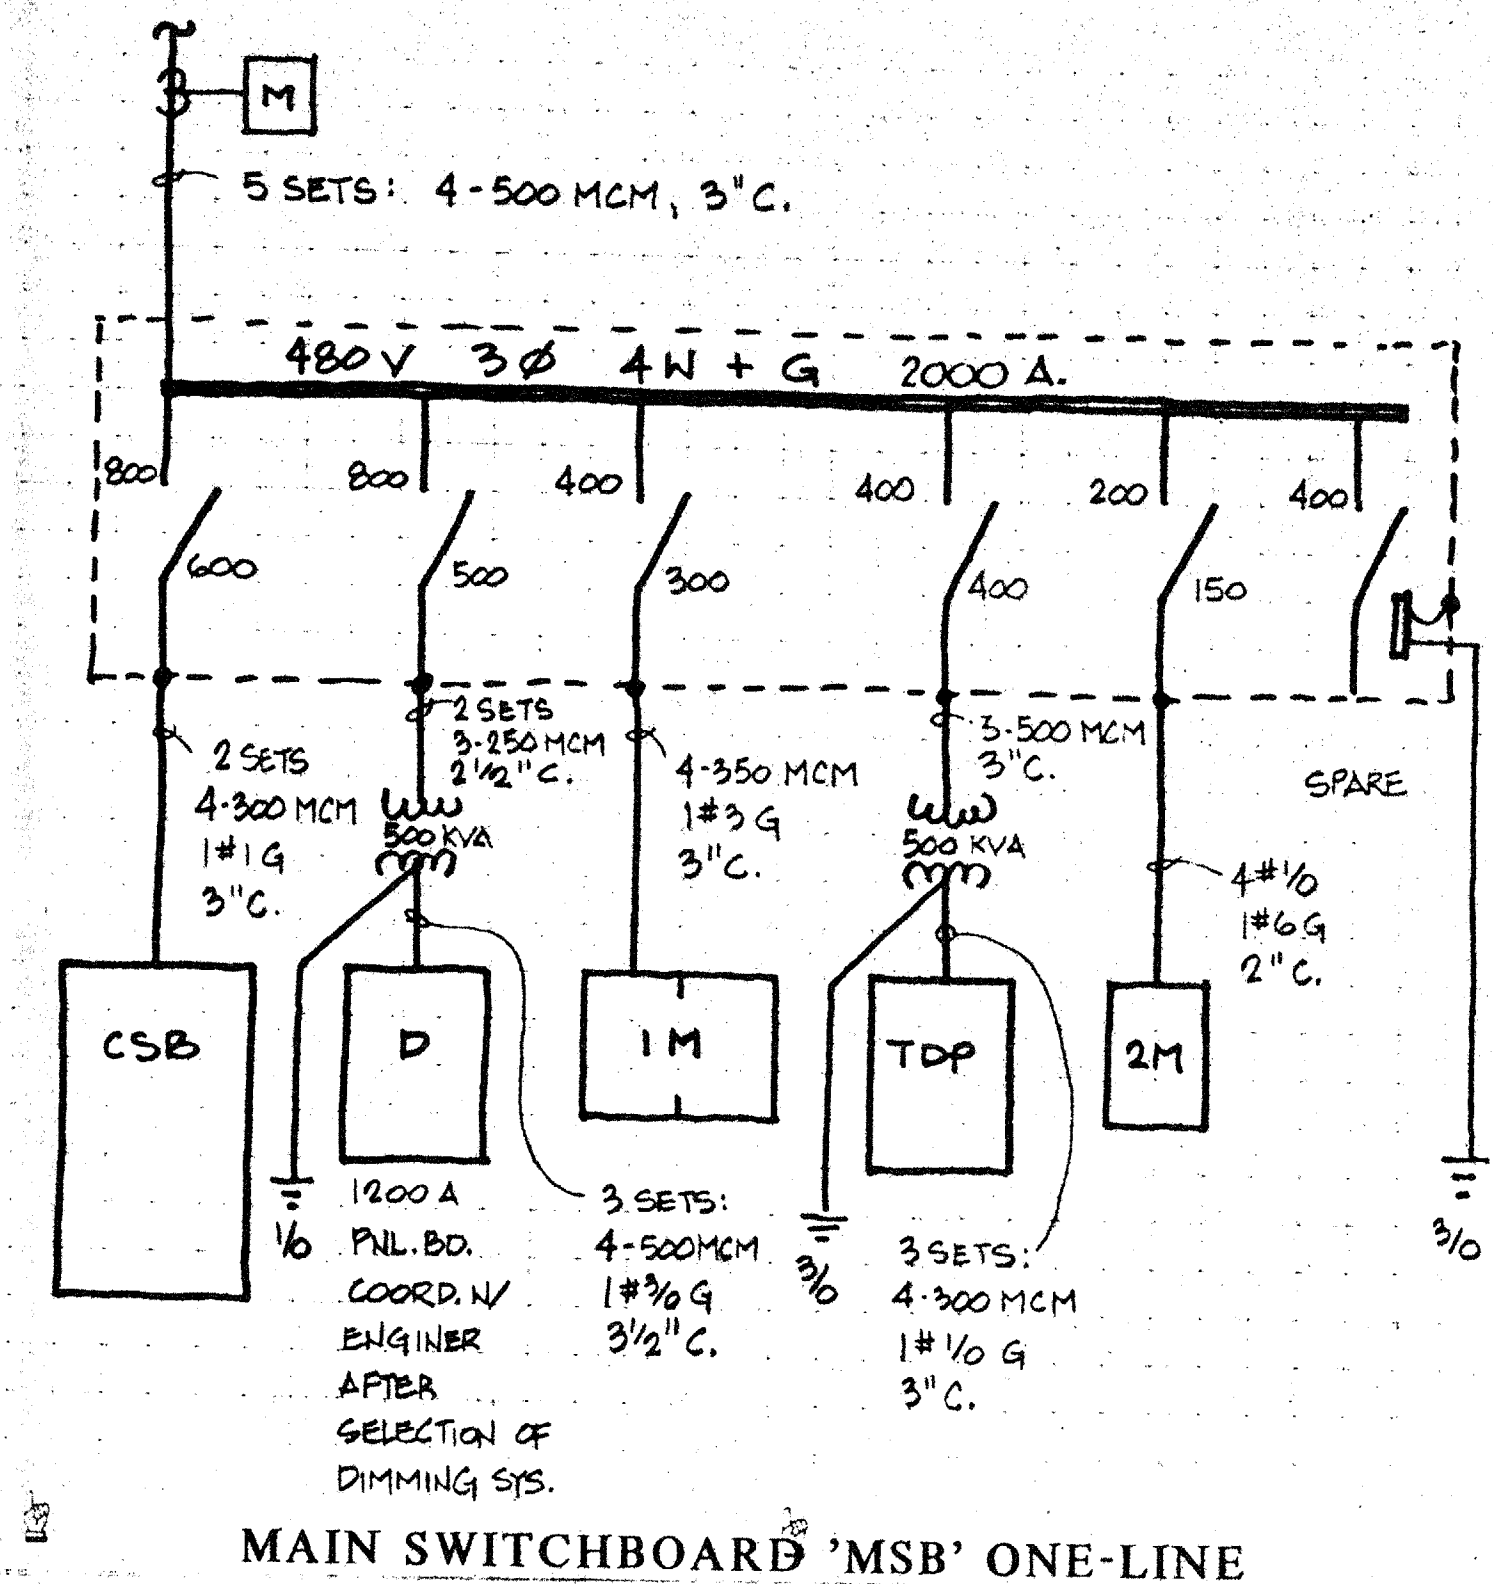 M
5 SETS: 4-500 MCM, 3"C.
480V 3Ø 4W + G 2000 A.
800
800
400
400
200
400
600
500
300
400
150
2 SETS
3-250 MCM
2½"C.
2 SETS
4-300 MCM
1#1 G
3"C.
500 KVA
4-350 MCM
1#3 G
3"C.
3-500 MCM
3"C.
500 KVA
SPARE
4#1/0
1#6 G
2"C.
CSB
D
1M
TDP
2M
1/0
1200 A
PNL. BD.
COORD. W/
ENGINER
AFTER
SELECTION OF
DIMMING SYS.
3 SETS:
4-500MCM
1#3/0 G
3½"C.
3/0
3 SETS:
4-300 MCM
1#1/0 G
3"C.
3/0
MAIN SWITCHBOARD 'MSB' ONE-LINE